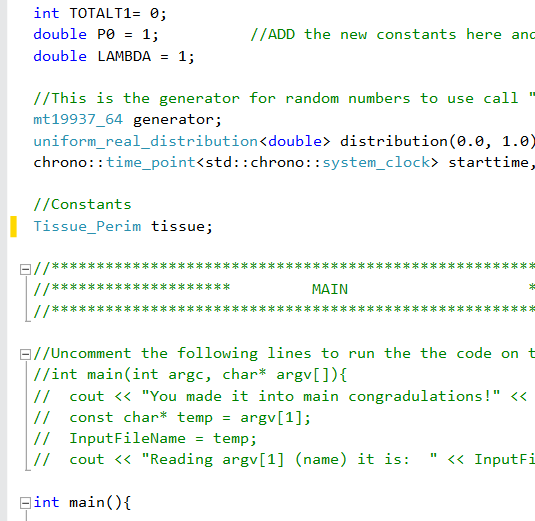 int TOTALT1= 0;
double P0 = 1; //ADD the new constants here and
double LAMBDA = 1;
//This is the generator for random numbers to use call "
mt19937_64 generator;
uniform_real_distribution<double> distribution(0.0, 1.0)
chrono::time_point<std::chrono::system_clock> starttime,
//Constants
Tissue_Perim tissue;
//******************************************************
//******************** MAIN *
//******************************************************
//Uncomment the following lines to run the the code on t
//int main(int argc, char* argv[]){
// cout << "You made it into main congradulations!" <<
// const char* temp = argv[1];
// InputFileName = temp;
// cout << "Reading argv[1] (name) it is: " << InputFi
int main(){